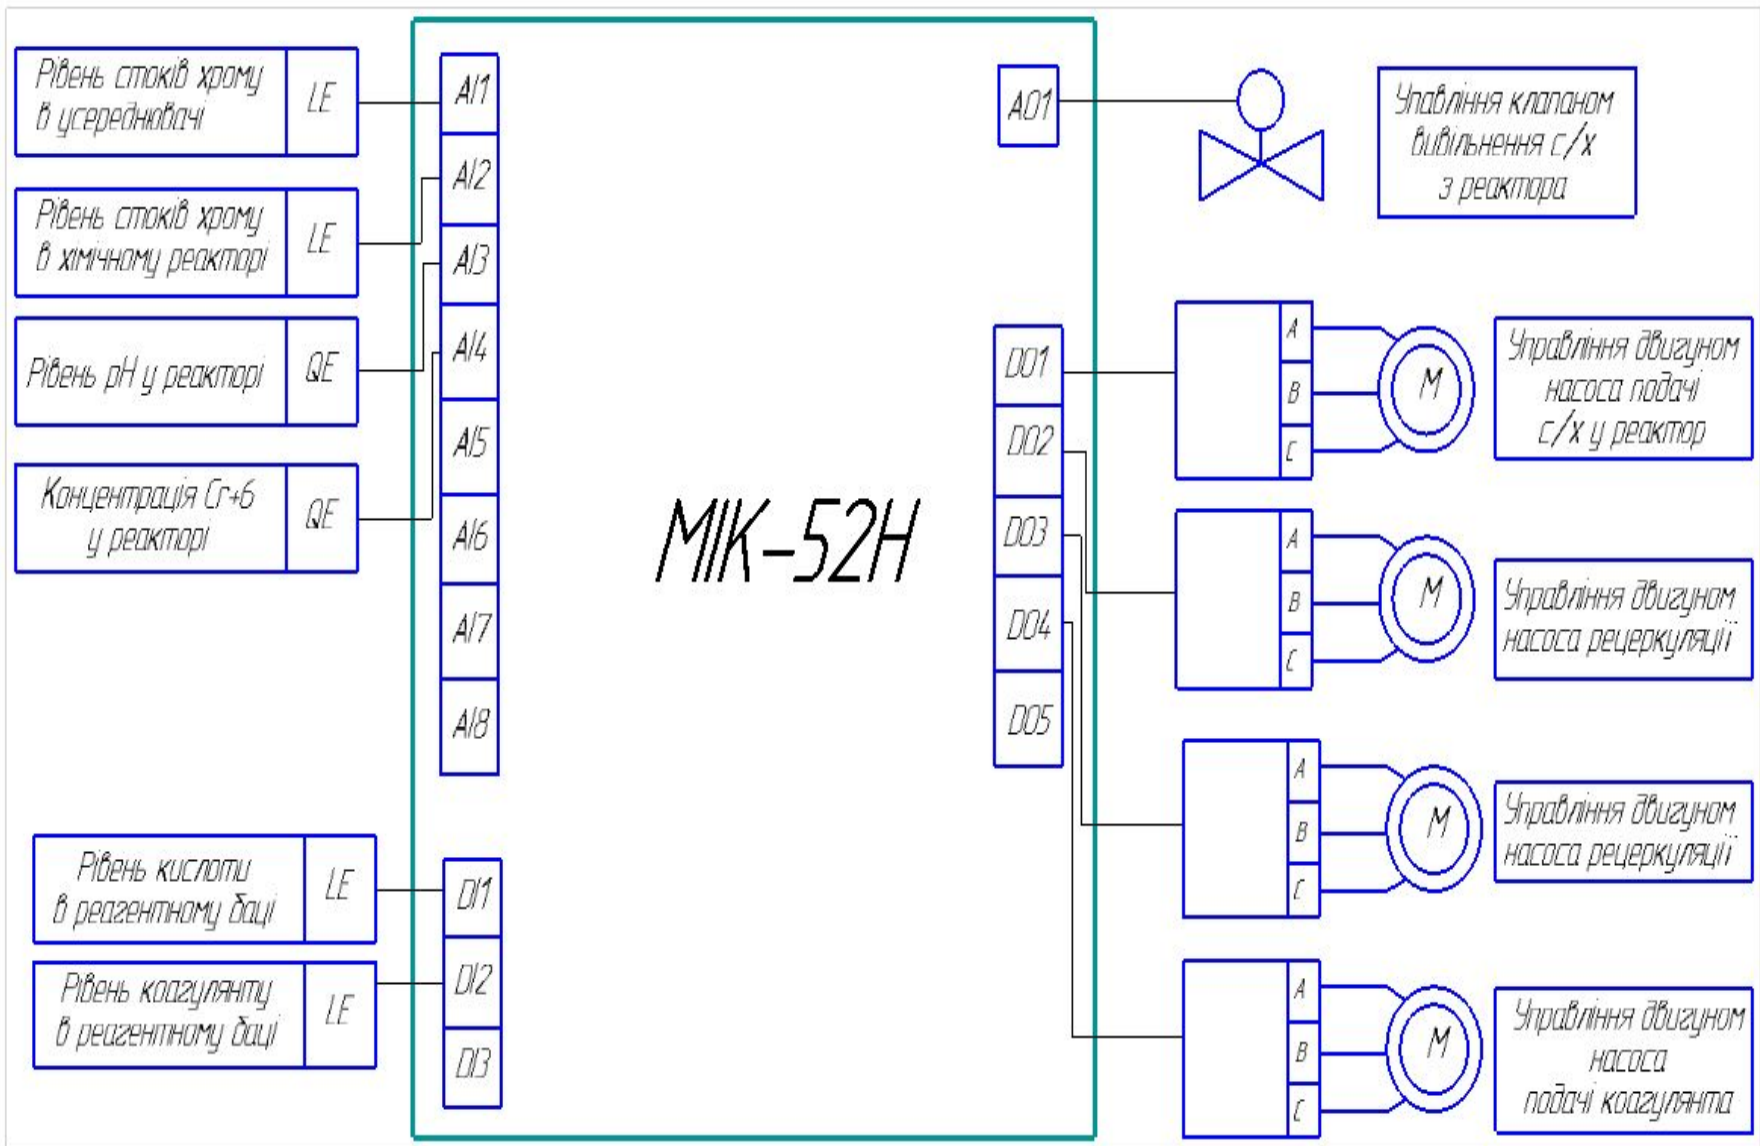 Рівень стоків хрому
в усереднювачі
LE
Рівень стоків хрому
в хімічному реакторі
LE
Рівень pH у реакторі
QE
Концентрація Cr+6
у реакторі
QE
Рівень кислоти
в реагентному баці
LE
Рівень коагулянту
в реагентному баці
LE
AI1
AI2
AI3
AI4
AI5
AI6
AI7
AI8
DI1
DI2
DI3
МІК-52Н
AO1
DO1
DO2
DO3
DO4
DO5
Упавління клапаном
вивільнення с/х
з реактора
A
B
C
M
Управління двигуном
насоса подачі
с/х у реактор
A
B
C
M
Управління двигуном
насоса рецеркуляції
A
B
C
M
Управління двигуном
насоса рецеркуляції
A
B
C
M
Управління двигуном
насоса
подачі коагулянта